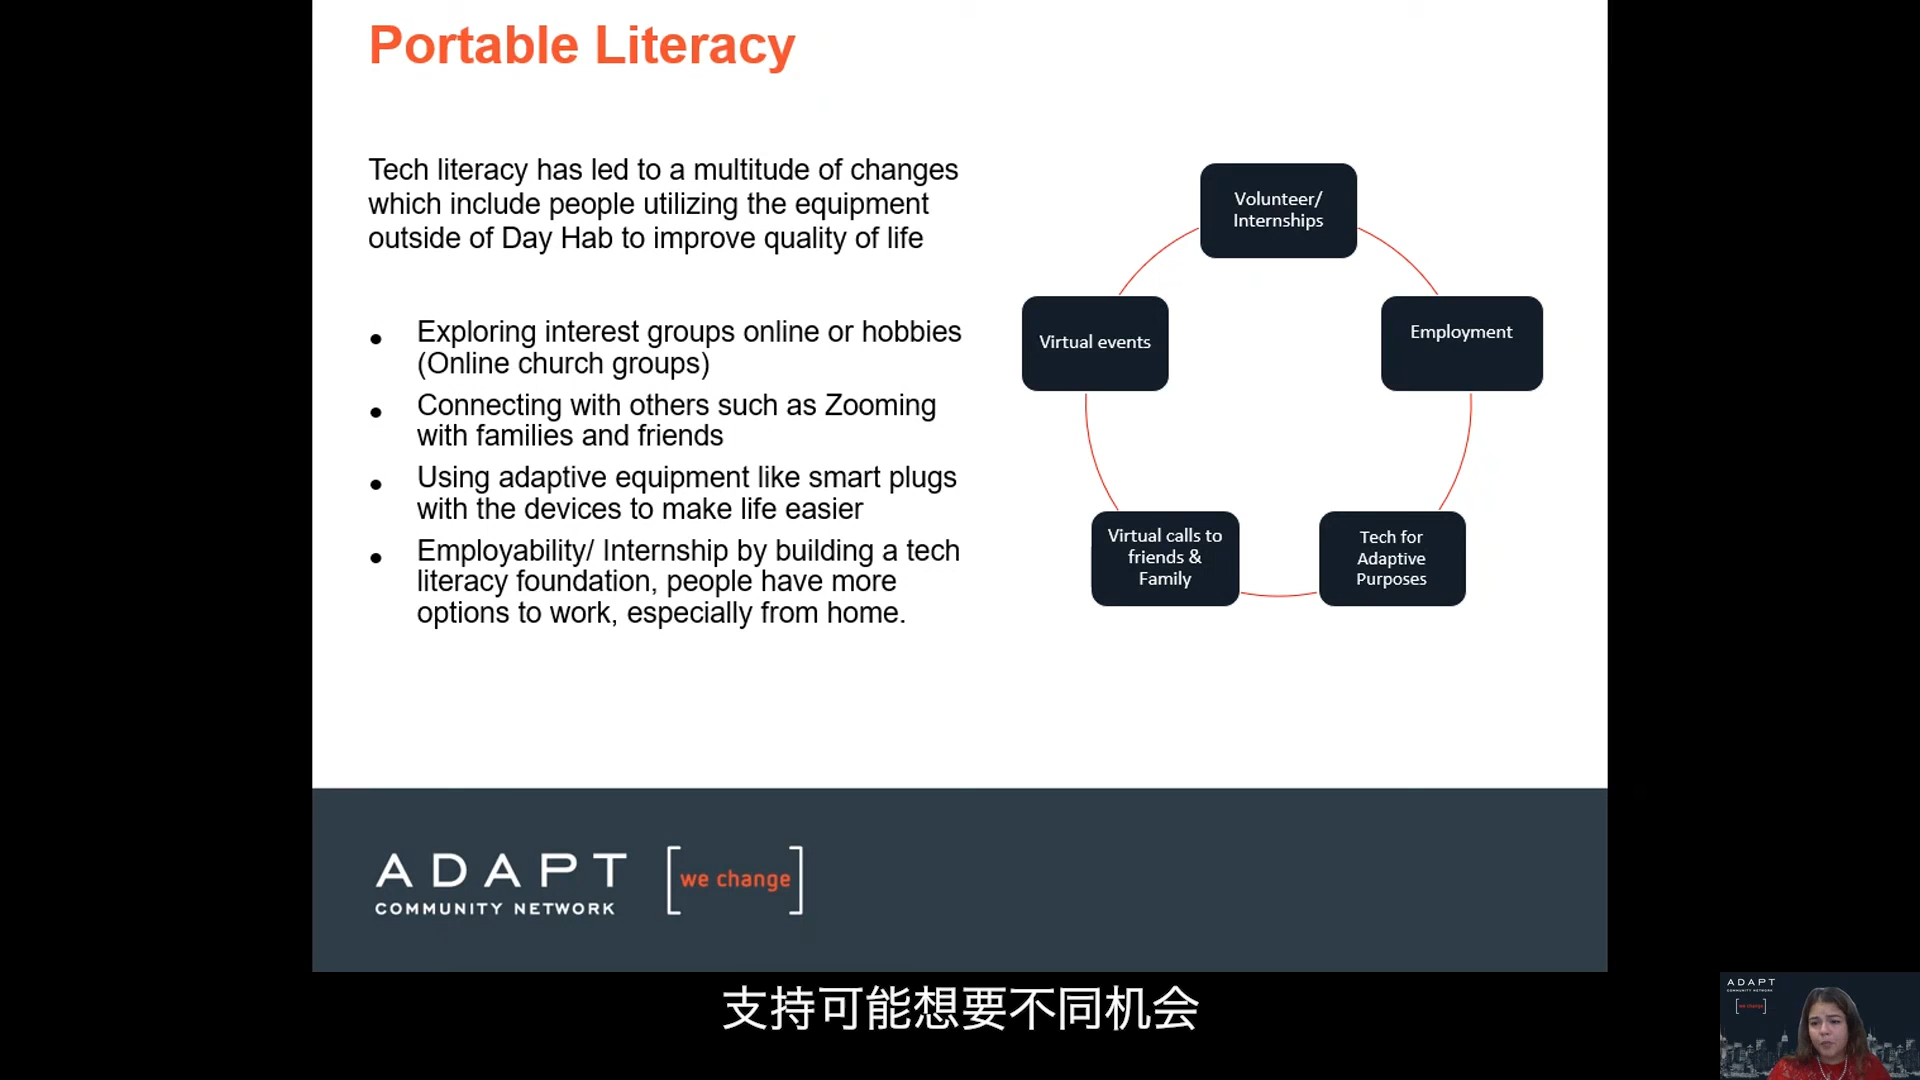 Portable Literacy
Tech literacy has led to a multitude of changes
which include people utilizing the equipment
outside of Day Hab to improve quality of life
• Exploring interest groups online or hobbies
(Online church groups)
• Connecting with others such as Zooming
with families and friends
• Using adaptive equipment like smart plugs
with the devices to make life easier
• Employability/ Internship by building a tech
literacy foundation, people have more
options to work, especially from home.
Volunteer/
Internships
Employment
Tech for
Adaptive
Purposes
Virtual calls to
friends &
Family
Virtual events
ADAPT
COMMUNITY NETWORK
[we change]
支持可能想要不同机会
ADAPT
COMMUNITY NETWORK
[we change]